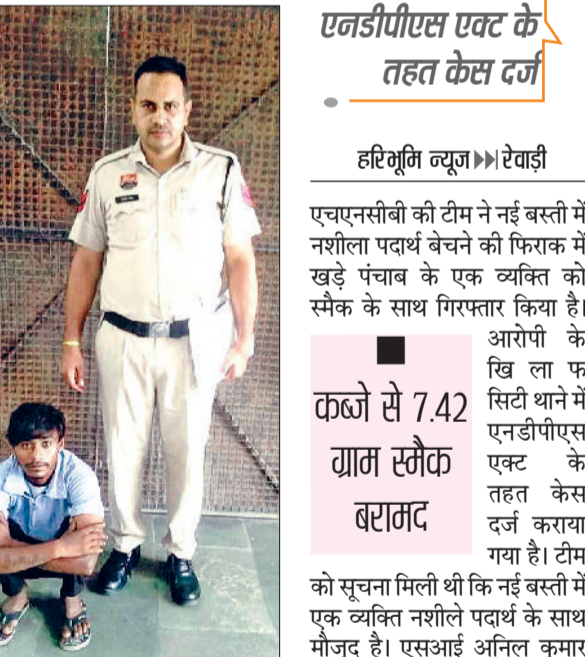 एनडीपीएस एक्ट के
तहत केस दर्ज
हरिभूमि न्यूज रेवाड़ी
एचएनसीबी की टीम ने नई बस्ती में
नशीला पदार्थ बेचने की फिराक में
खड़े पंचाब के एक व्यक्ति को
स्मैक के साथ गिरफ्तार किया है।
आरोपी के
खि ला फ
सिटी थाने में
एनडीपीएस
एक्ट के
तहत केस
दर्ज कराया
गया है। टीम
कब्जे से 7.42
ग्राम स्मैक
बरामद
को सूचना मिली थी कि नई बस्ती में
एक व्यक्ति नशीले पदार्थ के साथ
मौजूद है। एसआई अनिल कुमार